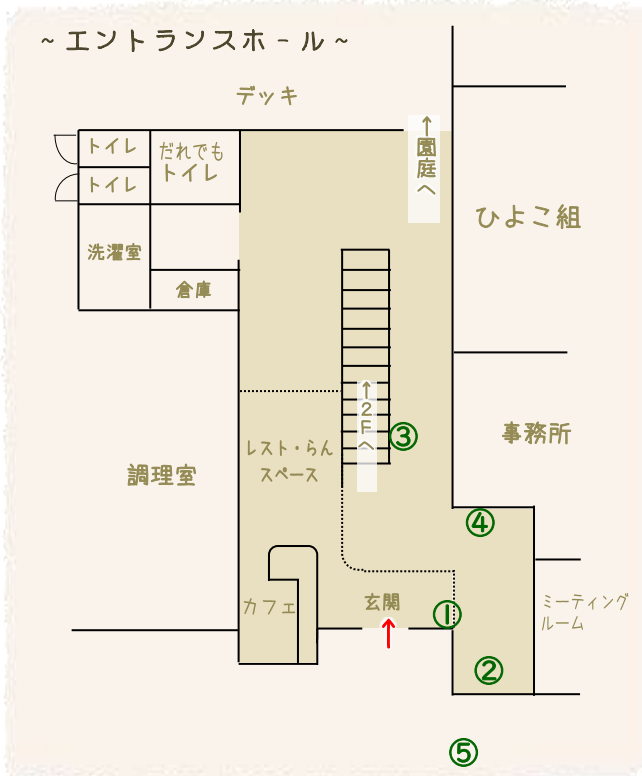 ~エントランスホール~
デッキ
↑園庭へ
トイレ
だれでも
トイレ
トイレ
ひよこ組
洗濯室
倉庫
↑2Fへ
③
事務所
レスト・らん
スペース
調理室
④
カフェ
玄関
①
ミーティング
ルーム
②
⑤